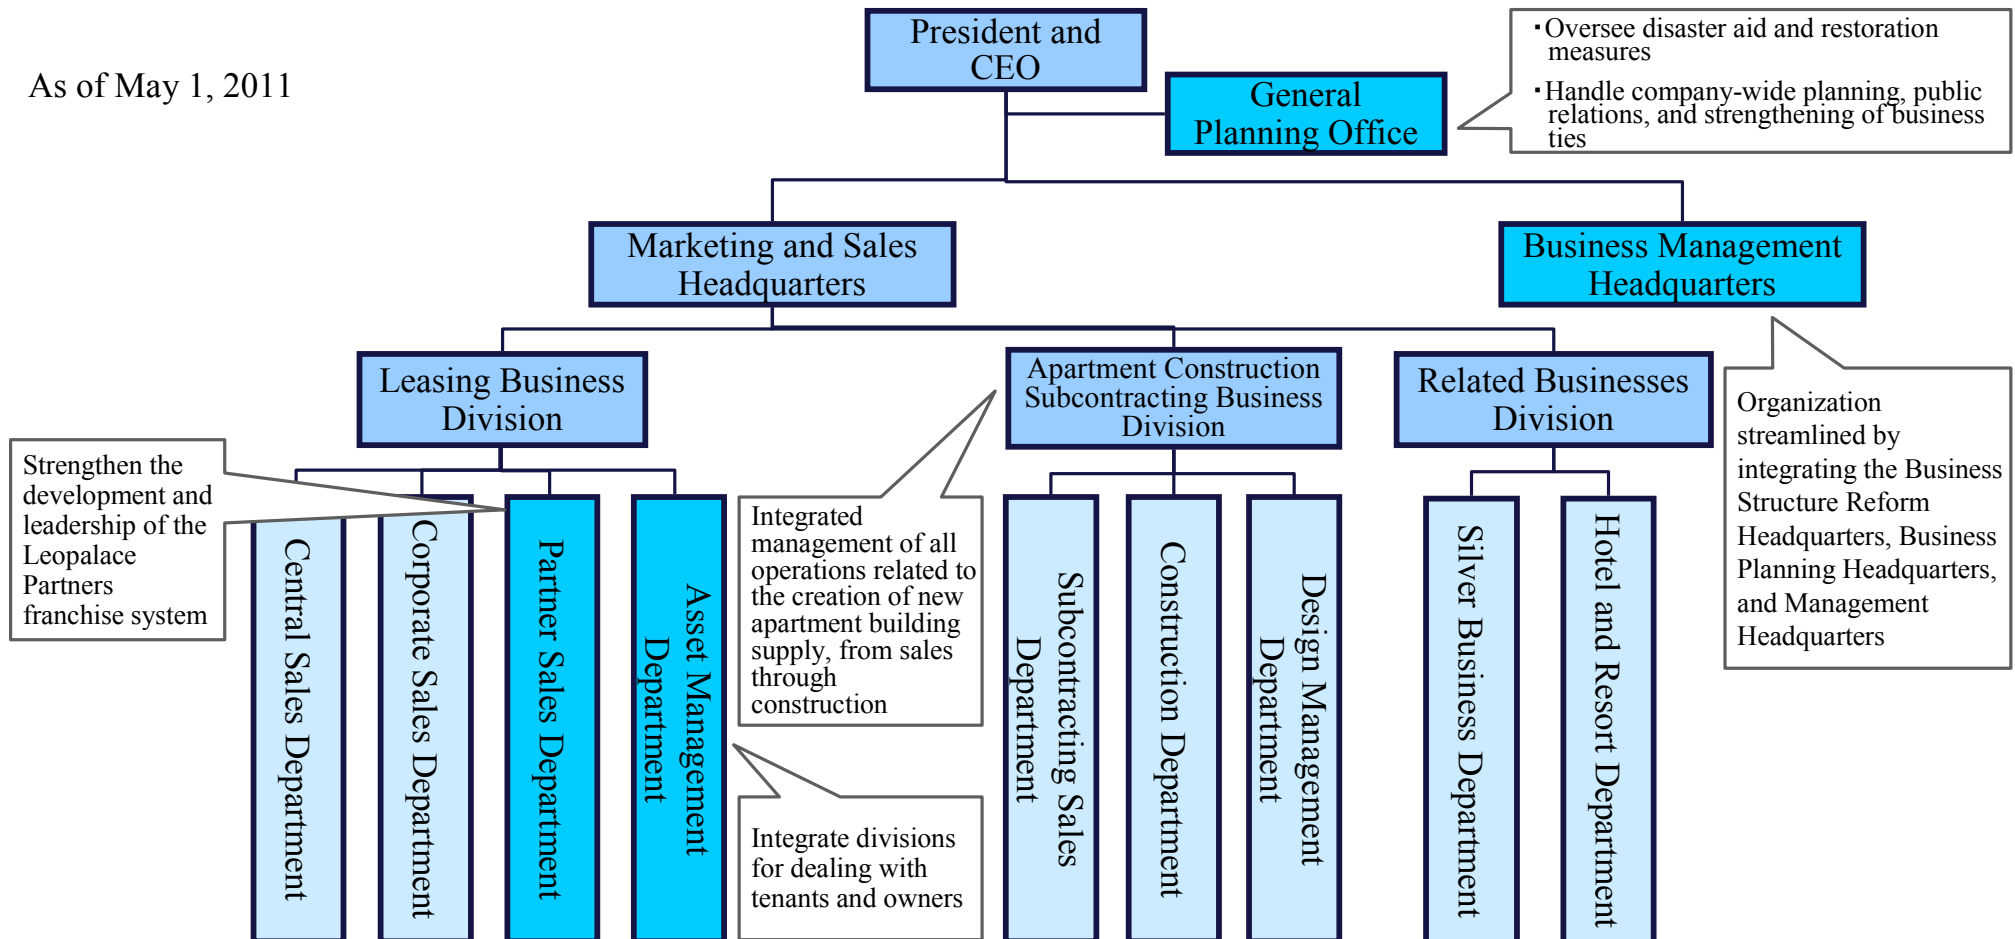 As of May 1, 2011
President and
CEO
General
Planning Office
・Oversee disaster aid and restoration
measures
・Handle company-wide planning, public
relations, and strengthening of business
ties
Marketing and Sales
Headquarters
Business Management
Headquarters
Leasing Business
Division
Apartment Construction
Subcontracting Business
Division
Related Businesses
Division
Strengthen the
development and
leadership of the
Leopalace
Partners
franchise system
Central Sales Department
Corporate Sales Department
Partner Sales Department
Asset Management
Department
Integrated
management of all
operations related to
the creation of new
apartment building
supply, from sales
through
construction
Integrate divisions
for dealing with
tenants and owners
Subcontracting Sales
Department
Construction Department
Design Management
Department
Silver Business Department
Hotel and Resort Department
Organization
streamlined by
integrating the Business
Structure Reform
Headquarters, Business
Planning Headquarters,
and Management
Headquarters